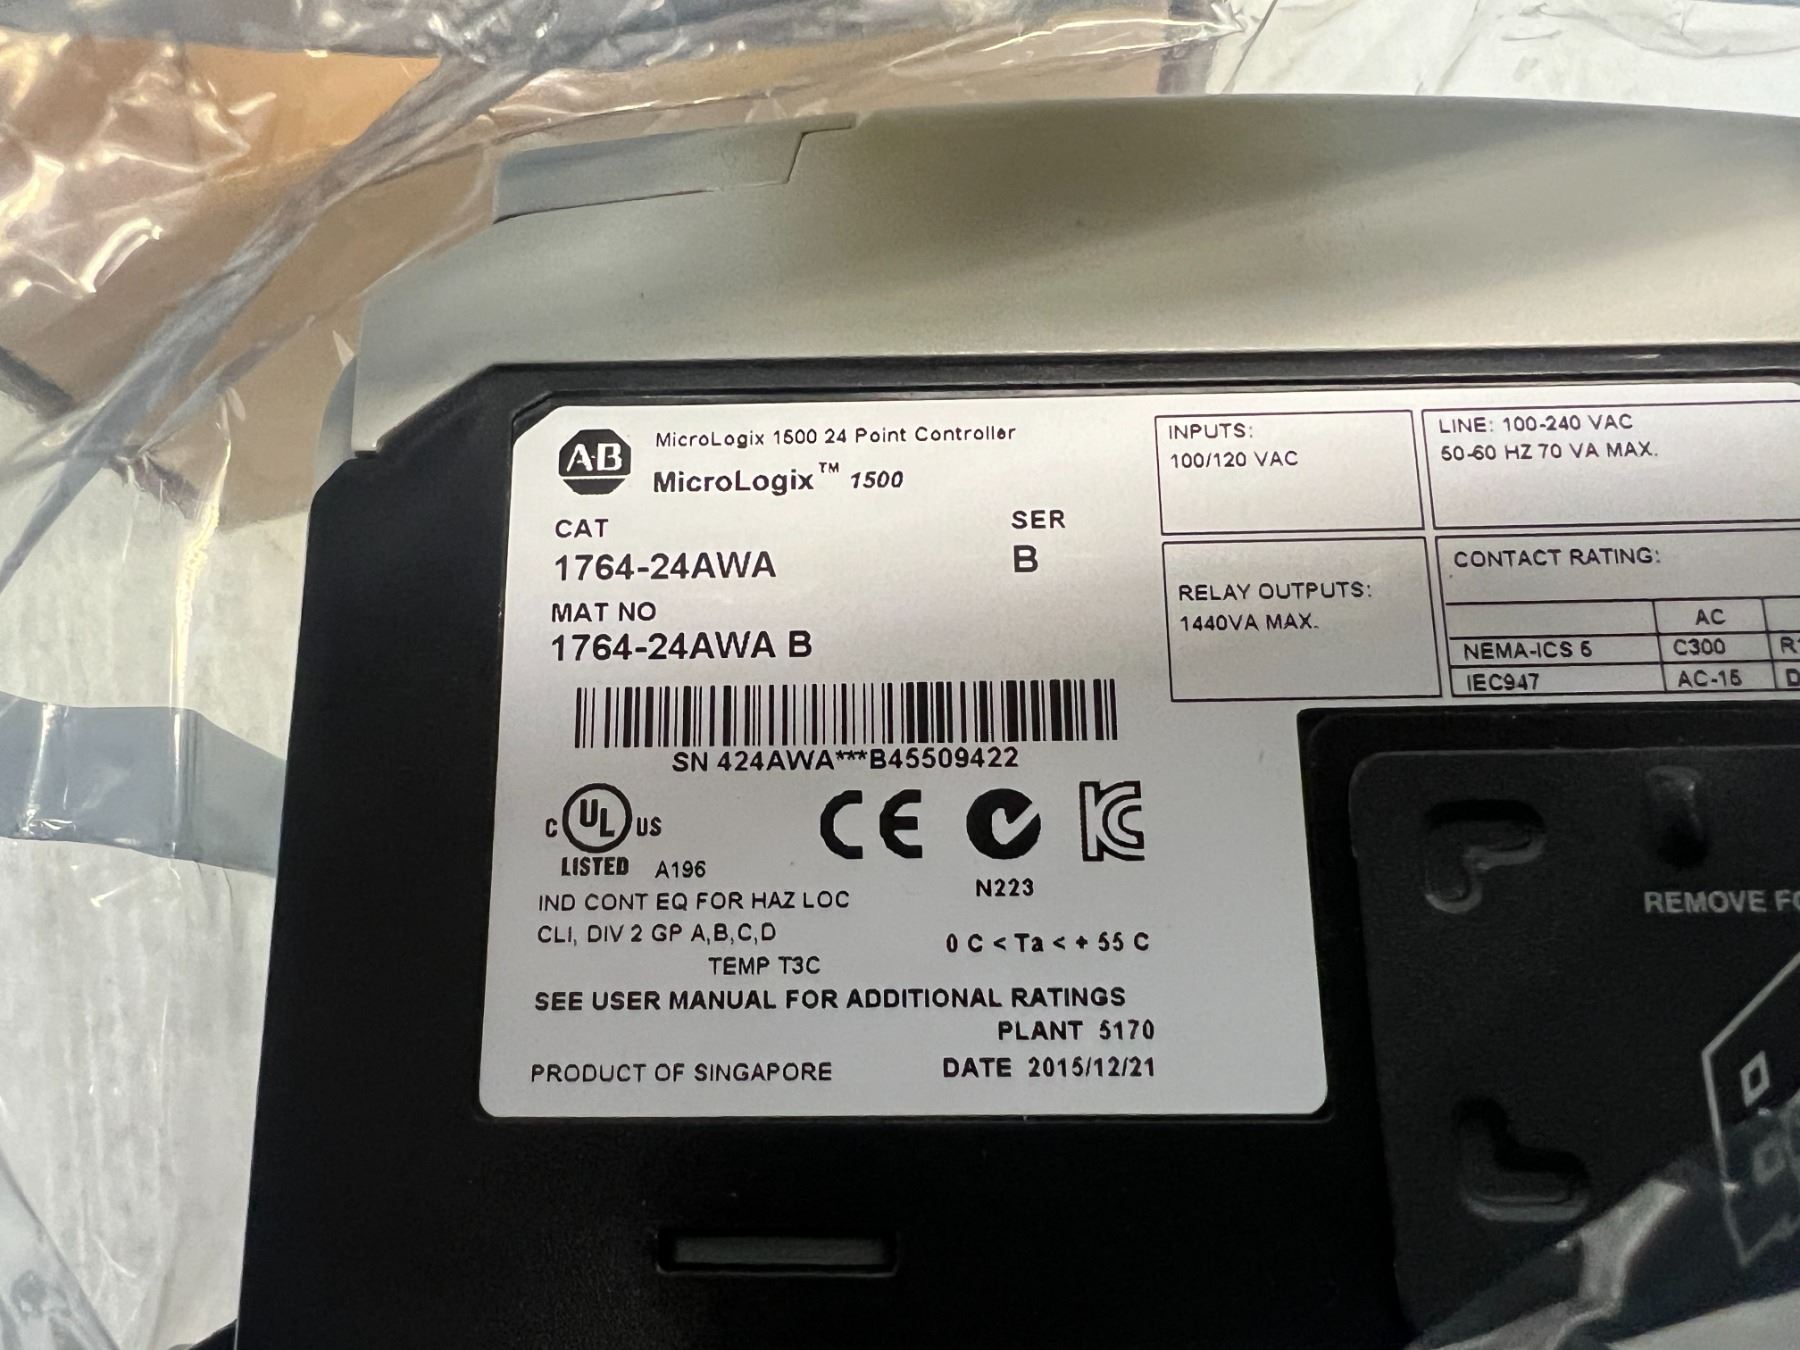 A-B
MicroLogix 1500 24 Point Controller
MicroLogix™ 1500
CAT
SER
1764-24AWA
B
MAT NO
1764-24AWA B
SN 424AWA***B45509422
C UL US
LISTED A196
CE
KC
N223
IND CONT EQ FOR HAZ LOC
CLI, DIV 2 GP A,B,C,D
TEMP T3C
0 C < Ta < + 55 C
SEE USER MANUAL FOR ADDITIONAL RATINGS
PLANT 5170
PRODUCT OF SINGAPORE
DATE 2015/12/21
INPUTS:
100/120 VAC
LINE: 100-240 VAC
50-60 HZ 70 VA MAX.
RELAY OUTPUTS:
1440VA MAX.
CONTACT RATING:
AC
NEMA-ICS 5 C300
IEC947 AC-15
REMOVE